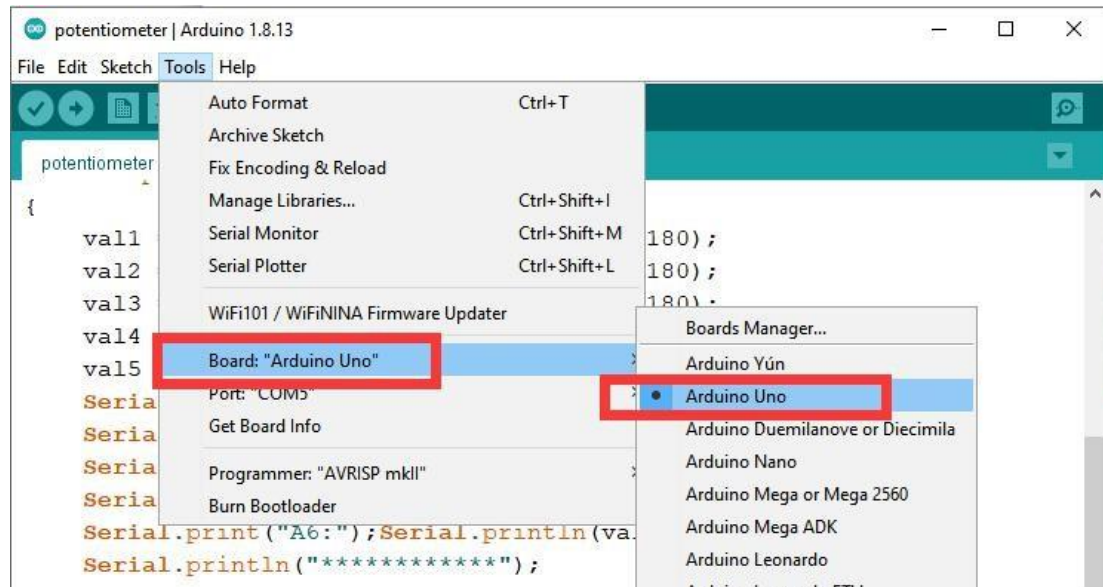 potentiometer | Arduino 1.8.13
File Edit Sketch Tools Help
potentiometer
Auto Format Ctrl+T
Archive Sketch
Fix Encoding & Reload
Manage Libraries... Ctrl+Shift+I
Serial Monitor Ctrl+Shift+M
Serial Plotter Ctrl+Shift+L
WiFi101 / WiFiNINA Firmware Updater
Board: "Arduino Uno"
Port: "COM5"
Get Board Info
Programmer: "AVRISP mkII"
Burn Bootloader
Boards Manager...
Arduino Yún
Arduino Uno
Arduino Duemilanove or Diecimila
Arduino Nano
Arduino Mega or Mega 2560
Arduino Mega ADK
Arduino Leonardo
{
val1 180);
val2 180);
val3 180);
val4
val5
Seria
Seria
Seria
Seria
Serial.print("A6:");Serial.println(va
Serial.println("************");